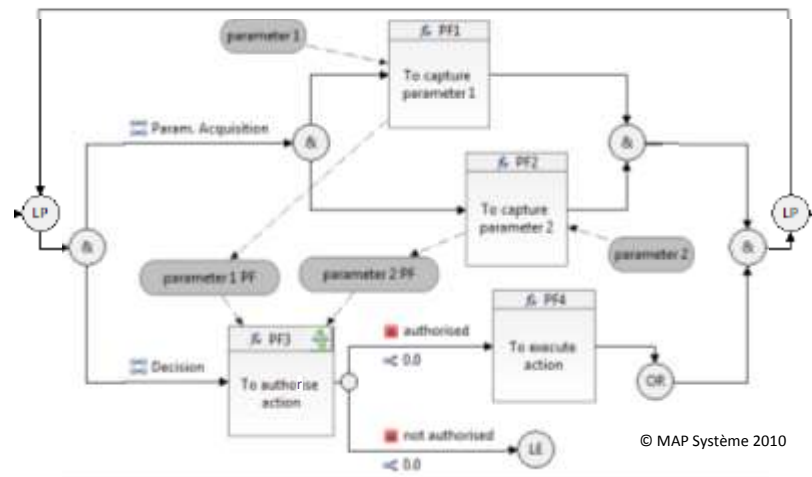 parameter 1
PF1
To capture
parameter 1
Param. Acquisition
&
&
PF2
To capture
parameter 2
LP
&
&
LP
parameter 2
parameter 1 PF
parameter 2 PF
PF4
To execute
action
PF3
authorised
0.0
Decision
To authorise
action
OR
not authorised
0.0
LE
© MAP Système 2010